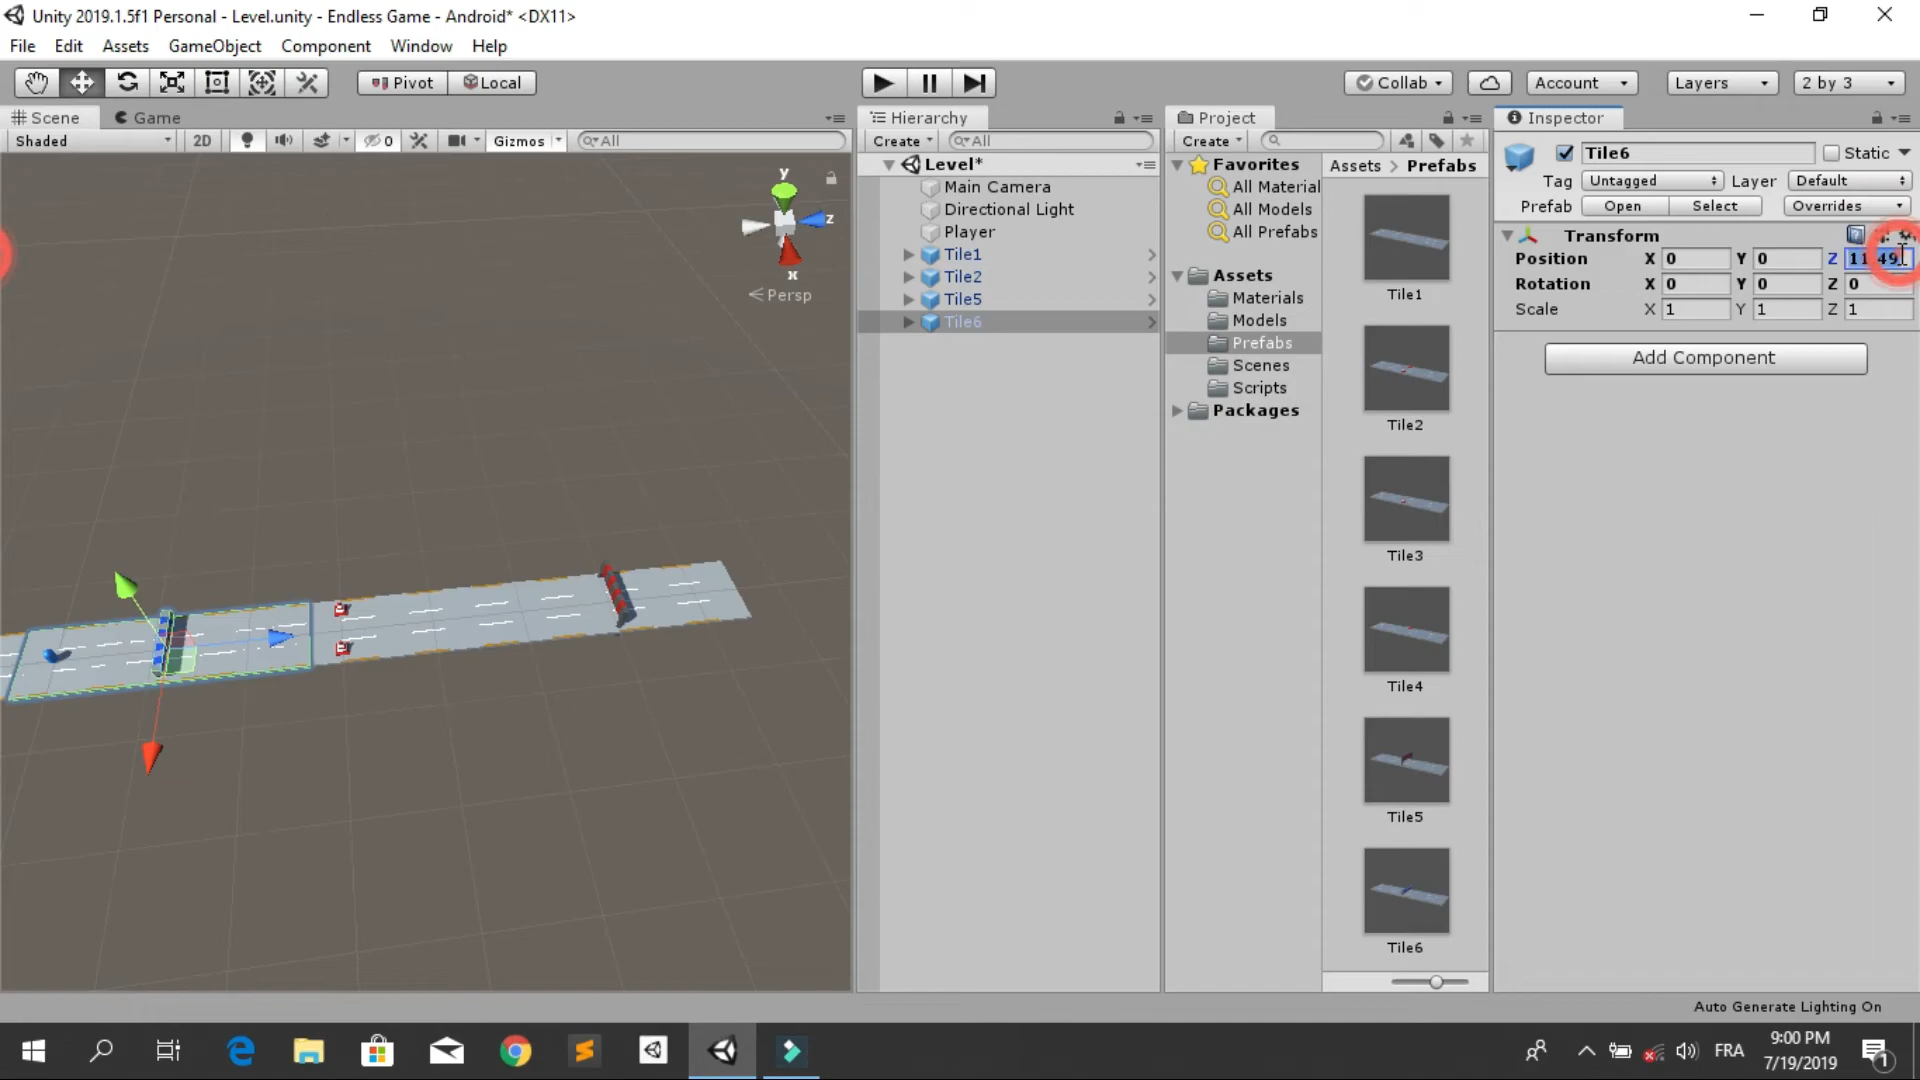 Unity 2019.1.5f1 Personal - Level.unity - Endless Game - Android* <DX11>
File Edit Assets GameObject Component Window Help
Pivot Local Collab Account Layers 2 by 3
Scene Game Hierarchy Project Inspector
Shaded 2D 0 Gizmos All Create All Create
Level*
Main Camera
Directional Light
Player
Tile1
Tile2
Tile5
Tile6
Favorites
All Material
All Models
All Prefabs
Assets
Materials
Models
Prefabs
Scenes
Scripts
Packages
Assets > Prefabs
Tile1
Tile2
Tile3
Tile4
Tile5
Tile6
Tile6 Static
Tag Untagged Layer Default
Prefab Open Select Overrides
Transform
Position X 0 Y 0 Z
Rotation X 0 Y 0 Z 0
Scale X 1 Y 1 Z 1
Add Component
y
z
x
Persp
Auto Generate Lighting On
FRA
9:00 PM
7/19/2019
1